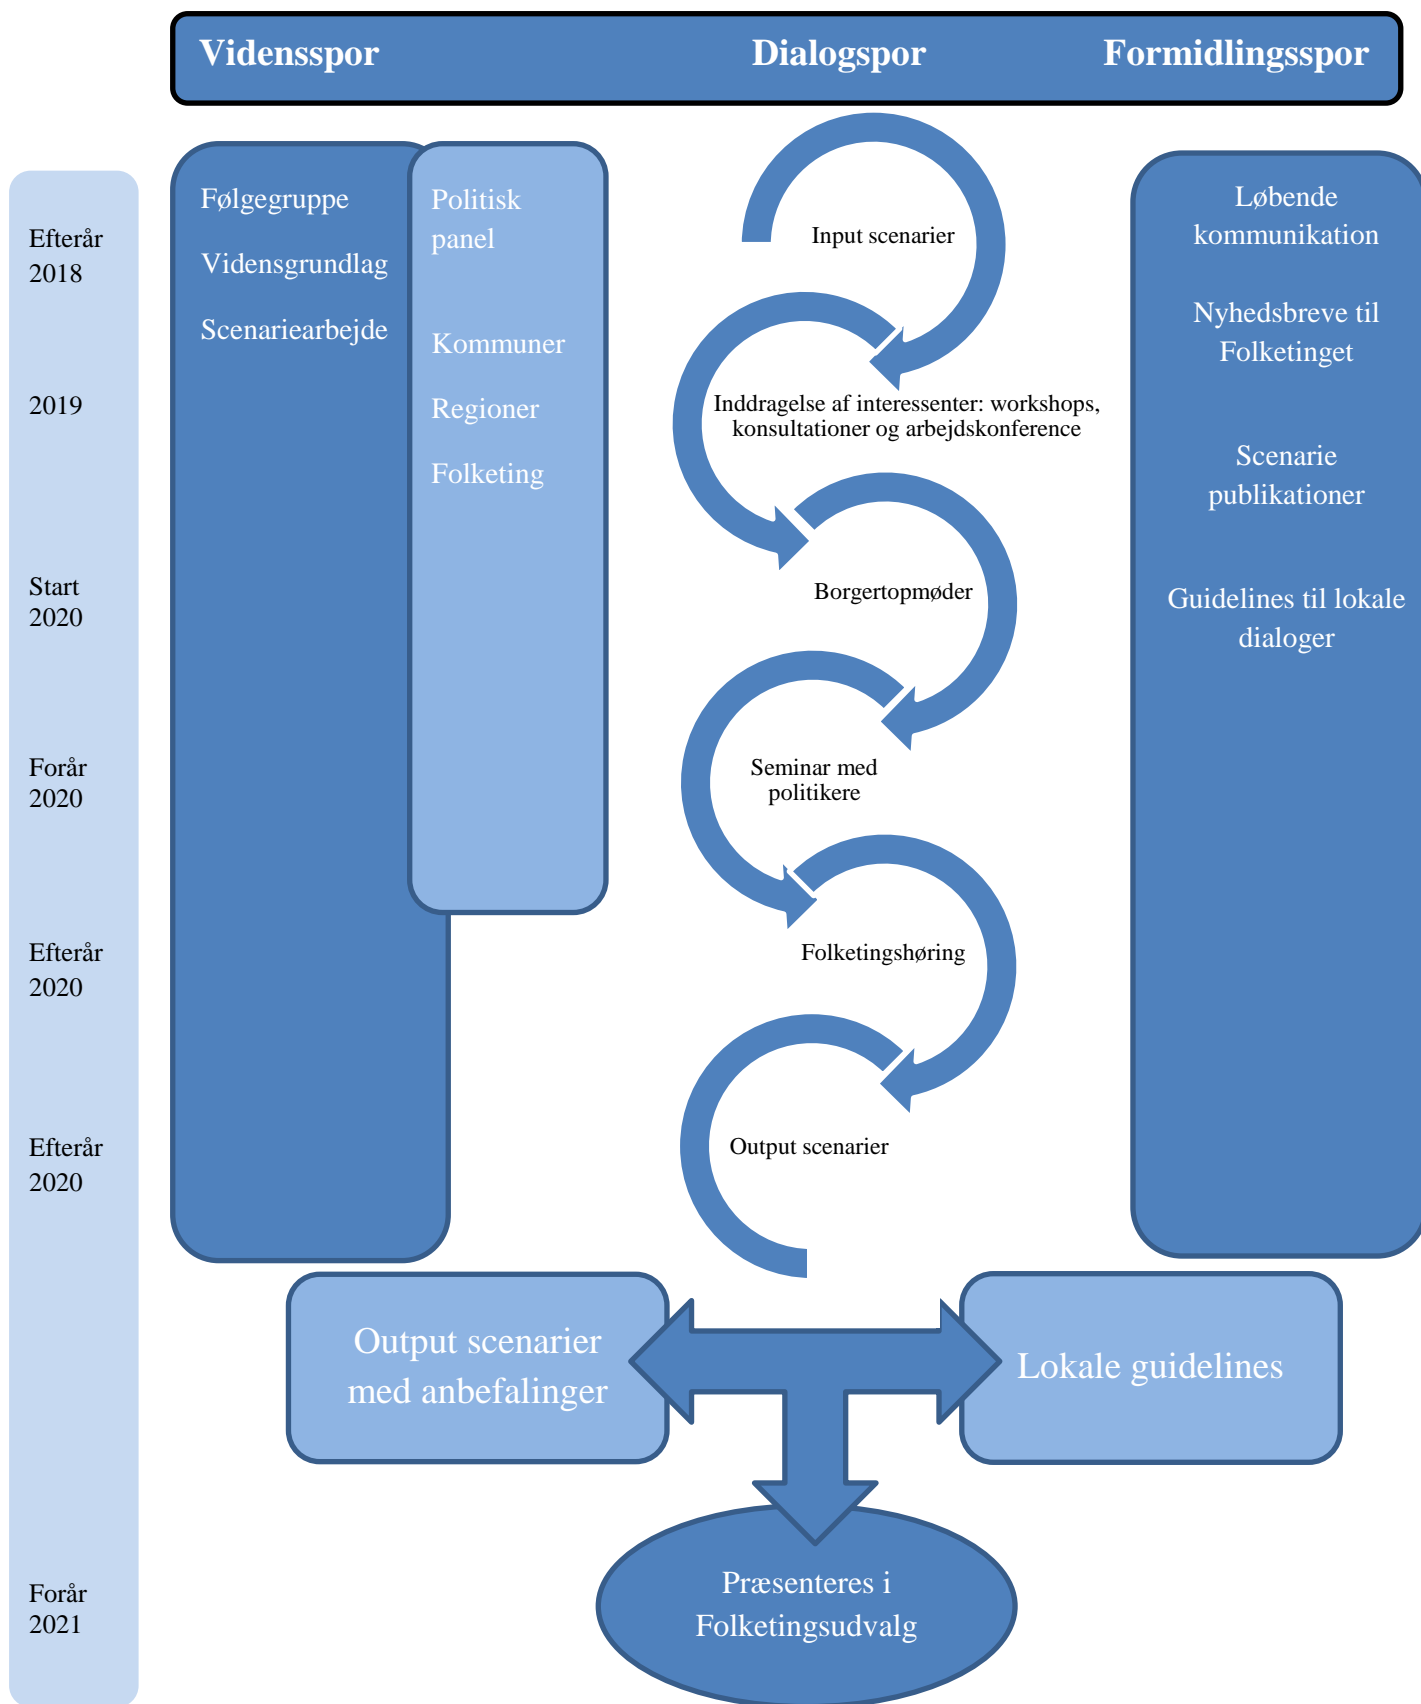 Vidensspor
Dialogspor
Formidlingsspor
Efterår
2018
2019
Start
2020
Forår
2020
Efterår
2020
Efterår
2020
Forår
2021
Følgegruppe
Vidensgrundlag
Scenariearbejde
Politisk
panel
Kommuner
Regioner
Folketing
Input scenarier
Inddragelse af interessenter: workshops,
konsultationer og arbejdskonference
Borgertopmøder
Seminar med
politikere
Folketingshøring
Output scenarier
Løbende
kommunikation
Nyhedsbreve til
Folketinget
Scenarie
publikationer
Guidelines til lokale
dialoger
Output scenarier
med anbefalinger
Lokale guidelines
Præsenteres i
Folketingsudvalg